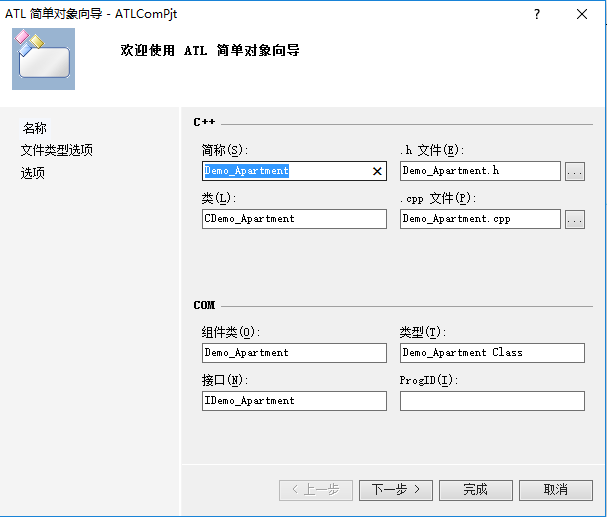 ATL 简单对象向导 - ATLComPjt
?
欢迎使用 ATL 简单对象向导
名称
文件类型选项
选项
C++
简称(S):
.h 文件(E):
Demo_Apartment
Demo_Apartment.h
...
类(L):
.cpp 文件(P):
CDemo_Apartment
Demo_Apartment.cpp
...
COM
组件类(O):
类型(T):
Demo_Apartment
Demo_Apartment Class
接口(N):
ProgID(I):
IDemo_Apartment
< 上一步
下一步 >
完成
取消